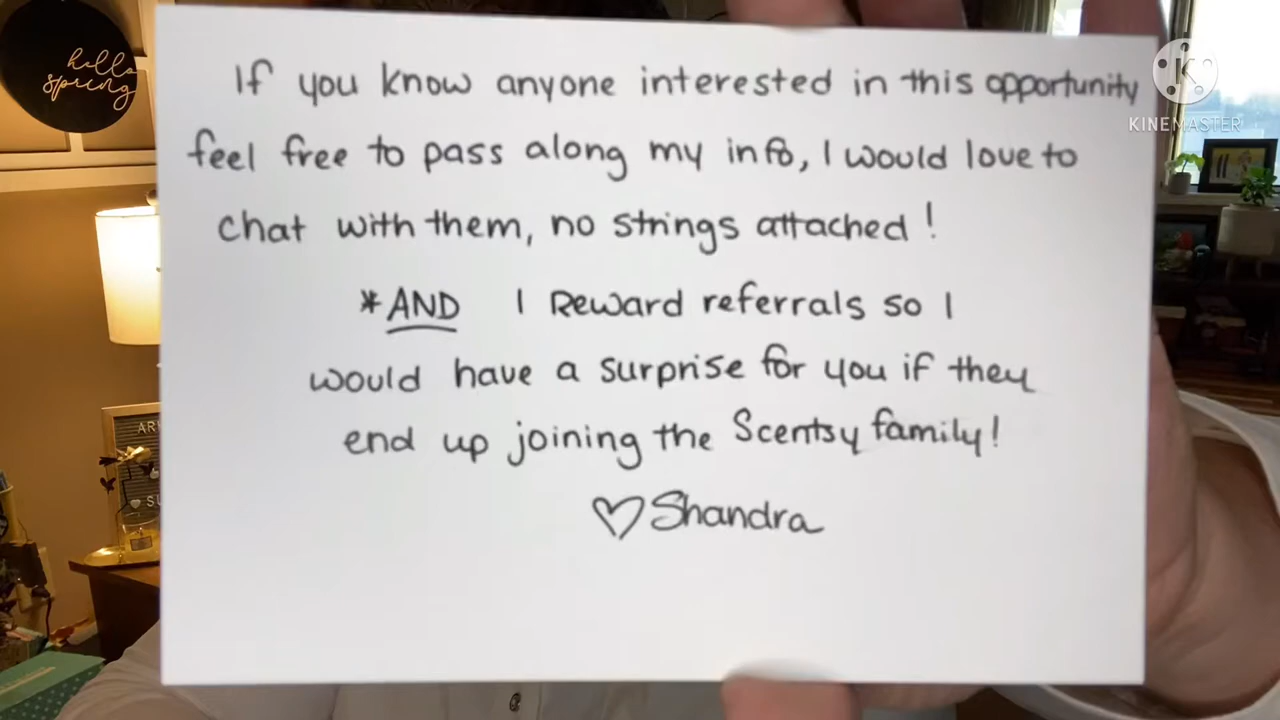 hello
spring
If you know anyone interested in this opportunity
feel free to pass along my info, I would love to
chat with them, no strings attached!
*AND I Reward referrals so I
would have a surprise for you if they
end up joining the Scentsy family!
♡Shandra
K
KINEMASTER